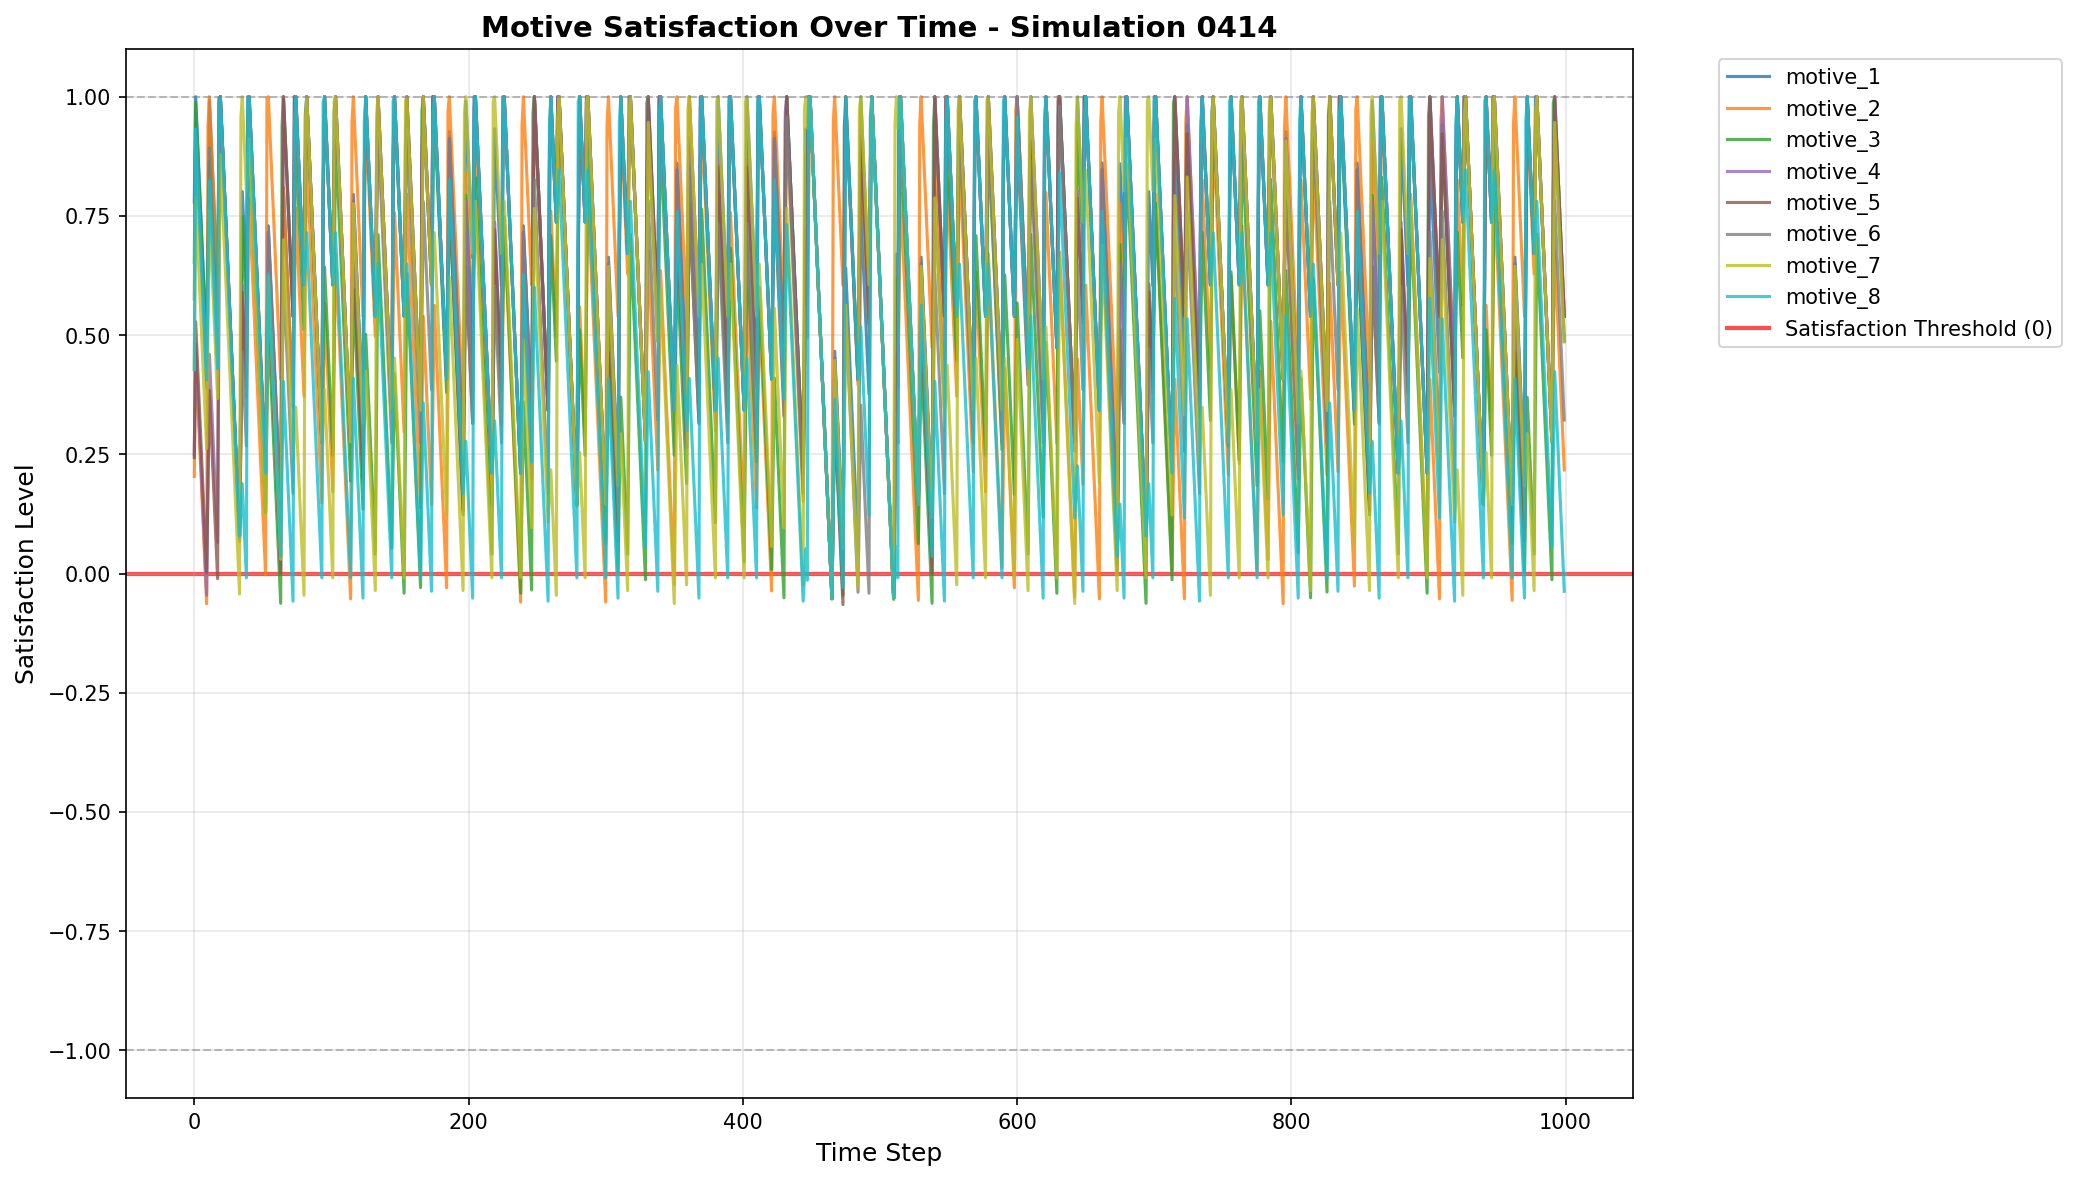 Motive Satisfaction Over Time - Simulation 0414
Satisfaction Level
1.00
0.75
0.50
0.25
0.00
−0.25
−0.50
−0.75
−1.00
0
200
400
600
800
1000
Time Step
motive_1
motive_2
motive_3
motive_4
motive_5
motive_6
motive_7
motive_8
Satisfaction Threshold (0)